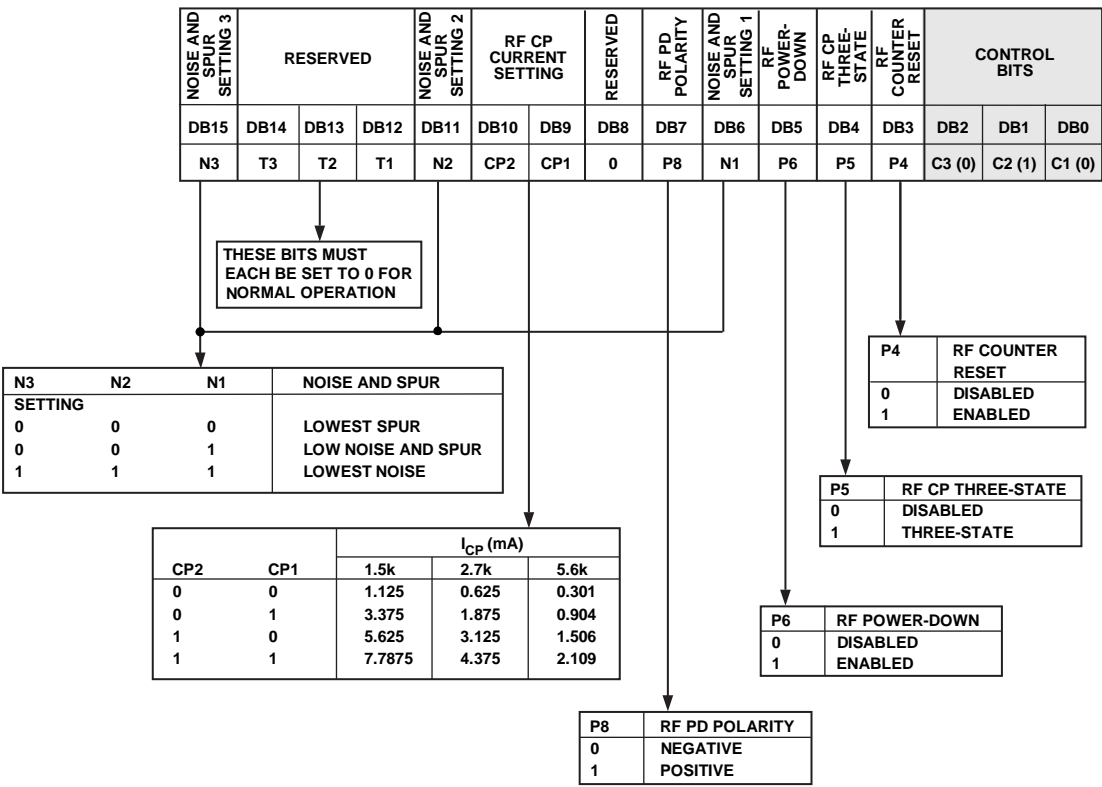 NOISE AND
SPUR
SETTING 3
RESERVED
NOISE AND
SPUR
SETTING 2
RF CP
CURRENT
SETTING
RESERVED
RF PD
POLARITY
NOISE AND
SPUR
SETTING 1
RF
POWER-
DOWN
RF CP
THREE-
STATE
RF
COUNTER
RESET
CONTROL
BITS
DB15 DB14 DB13 DB12 DB11 DB10 DB9 DB8 DB7 DB6 DB5 DB4 DB3 DB2 DB1 DB0
N3 T3 T2 T1 N2 CP2 CP1 0 P8 N1 P6 P5 P4 C3 (0) C2 (1) C1 (0)
THESE BITS MUST
EACH BE SET TO 0 FOR
NORMAL OPERATION
N3 N2 N1 NOISE AND SPUR
SETTING
0 0 0 LOWEST SPUR
0 0 1 LOW NOISE AND SPUR
1 1 1 LOWEST NOISE
P4 RF COUNTER
RESET
0 DISABLED
1 ENABLED
P5 RF CP THREE-STATE
0 DISABLED
1 THREE-STATE
ICP (mA)
CP2 CP1 1.5k 2.7k 5.6k
0 0 1.125 0.625 0.301
0 1 3.375 1.875 0.904
1 0 5.625 3.125 1.506
1 1 7.7875 4.375 2.109
P6 RF POWER-DOWN
0 DISABLED
1 ENABLED
P8 RF PD POLARITY
0 NEGATIVE
1 POSITIVE